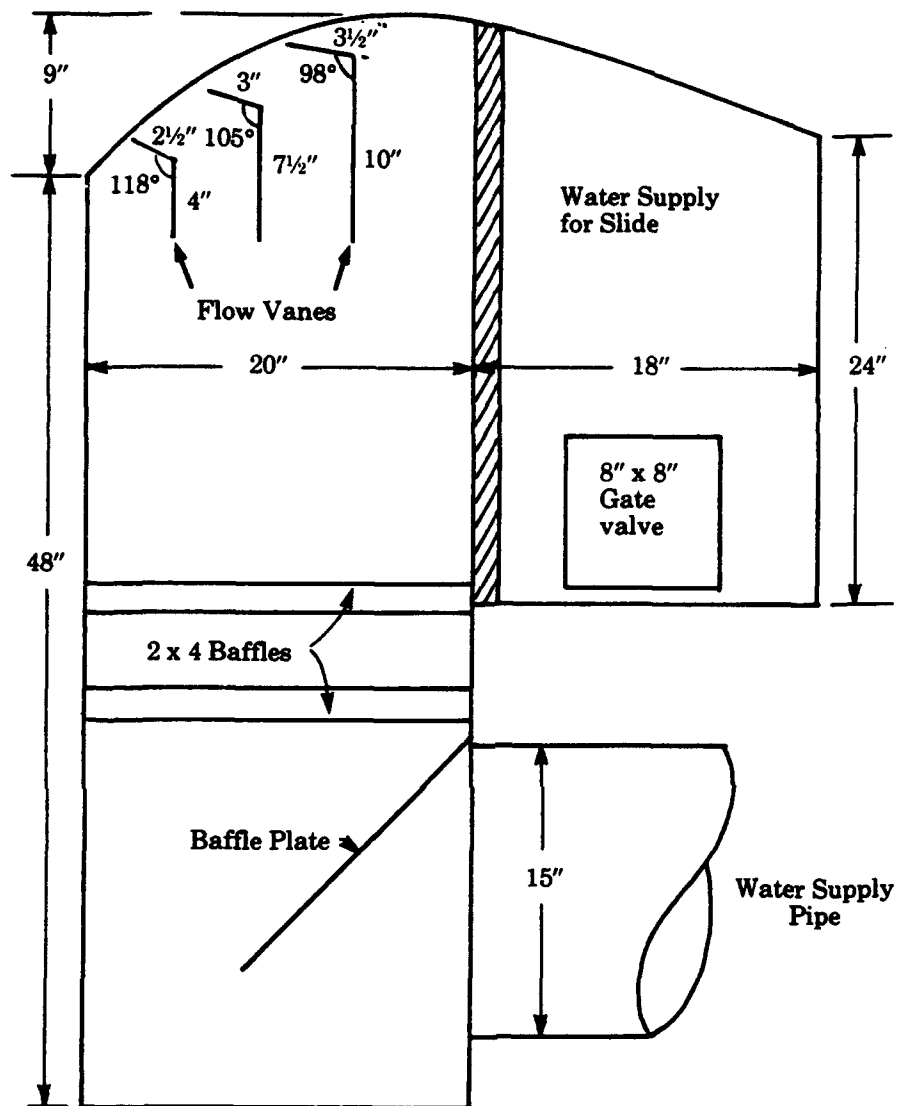 9″
3½″
98°
3″
105°
2½″
118°
10″
7½″
4″
Water Supply
for Slide
Flow Vanes
20″
18″
24″
8″ x 8″
Gate
valve
48″
2 x 4 Baffles
Baffle Plate
15″
Water Supply
Pipe